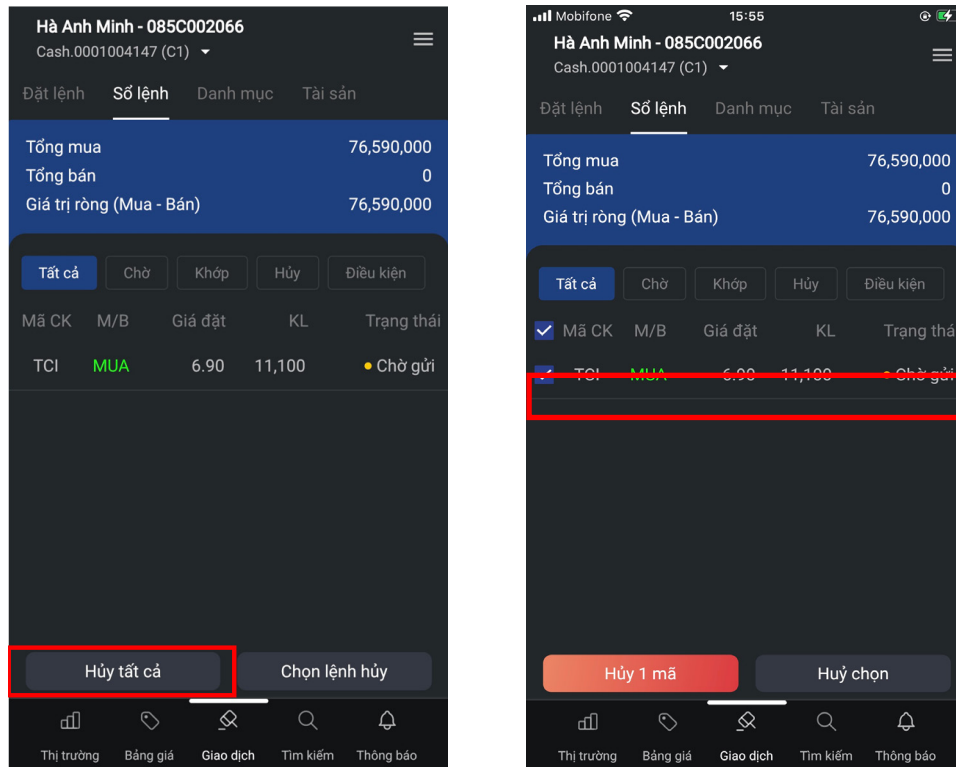 Hà Anh Minh - 085C002066
Cash.0001004147 (C1)
Đặt lệnh Sổ lệnh Danh mục Tài sản
Tổng mua 76,590,000
Tổng bán 0
Giá trị ròng (Mua - Bán) 76,590,000
Tất cả Chờ Khớp Hủy Điều kiện
Mã CK M/B Giá đặt KL Trạng thái
TCI MUA 6.90 11,100 Chờ gửi
Hủy tất cả Chọn lệnh hủy
Thị trường Bảng giá Giao dịch Tìm kiếm Thông báo
Mobifone 15:55
Hà Anh Minh - 085C002066
Cash.0001004147 (C1)
Đặt lệnh Sổ lệnh Danh mục Tài sản
Tổng mua 76,590,000
Tổng bán 0
Giá trị ròng (Mua - Bán) 76,590,000
Tất cả Chờ Khớp Hủy Điều kiện
Mã CK M/B Giá đặt KL Trạng thá
TCI MUA 6.90 11,100 Chờ gửi
Hủy 1 mã Huỷ chọn
Thị trường Bảng giá Giao dịch Tìm kiếm Thông báo